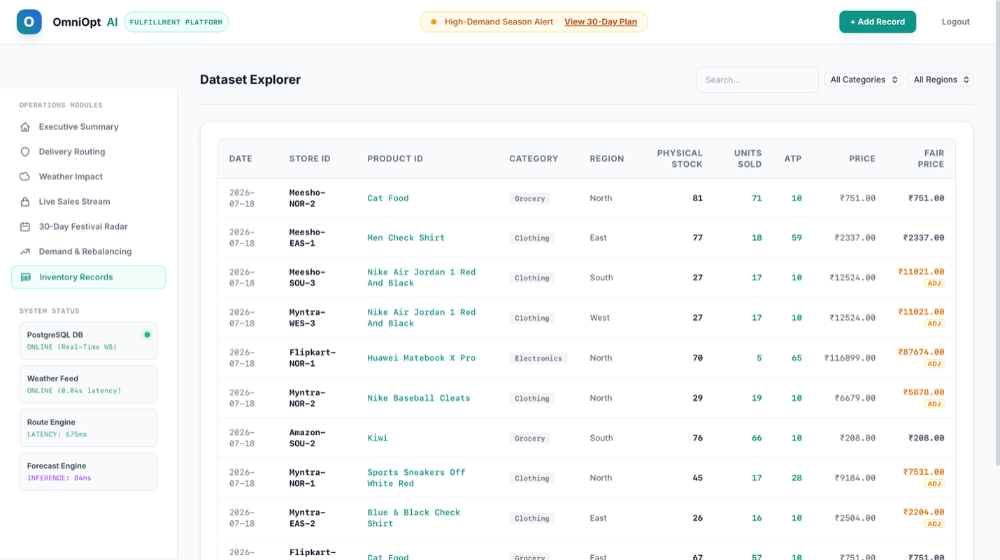 O
OmniOpt AI
FULFILLMENT PLATFORM
High-Demand Season Alert View 30-Day Plan
+ Add Record
Logout
OPERATIONS MODULES
Executive Summary
Delivery Routing
Weather Impact
Live Sales Stream
30-Day Festival Radar
Demand & Rebalancing
Inventory Records
SYSTEM STATUS
PostgreSQL DB
ONLINE (Real-Time WS)
Weather Feed
ONLINE (0.04s latency)
Route Engine
LATENCY: 675ms
Forecast Engine
INFERENCE: 84ms
Dataset Explorer
Search...
All Categories
All Regions
DATE STORE ID PRODUCT ID CATEGORY REGION PHYSICAL STOCK UNITS SOLD ATP PRICE FAIR PRICE
2026-07-18 Meesho-NOR-2 Cat Food Grocery North 81 71 10 ₹751.00 ₹751.00
2026-07-18 Meesho-EAS-1 Men Check Shirt Clothing East 77 18 59 ₹2337.00 ₹2337.00
2026-07-18 Meesho-SOU-3 Nike Air Jordan 1 Red And Black Clothing South 27 17 10 ₹12524.00 ₹11021.00 ADJ
2026-07-18 Myntra-WES-3 Nike Air Jordan 1 Red And Black Clothing West 27 17 10 ₹12524.00 ₹11021.00 ADJ
2026-07-18 Flipkart-NOR-1 Huawei Matebook X Pro Electronics North 70 5 65 ₹116899.00 ₹87674.00 ADJ
2026-07-18 Myntra-NOR-2 Nike Baseball Cleats Clothing North 29 19 10 ₹6679.00 ₹5878.00 ADJ
2026-07-18 Amazon-SOU-2 Kiwi Grocery South 76 66 10 ₹208.00 ₹208.00
2026-07-18 Myntra-NOR-1 Sports Sneakers Off White Red Clothing North 45 17 28 ₹9184.00 ₹7531.00 ADJ
2026-07-18 Myntra-EAS-2 Blue & Black Check Shirt Clothing East 26 16 10 ₹2504.00 ₹2204.00 ADJ
2026- Flipkart- Cat Food Grocery East 67 57 10 ₹751.00 ₹751.00